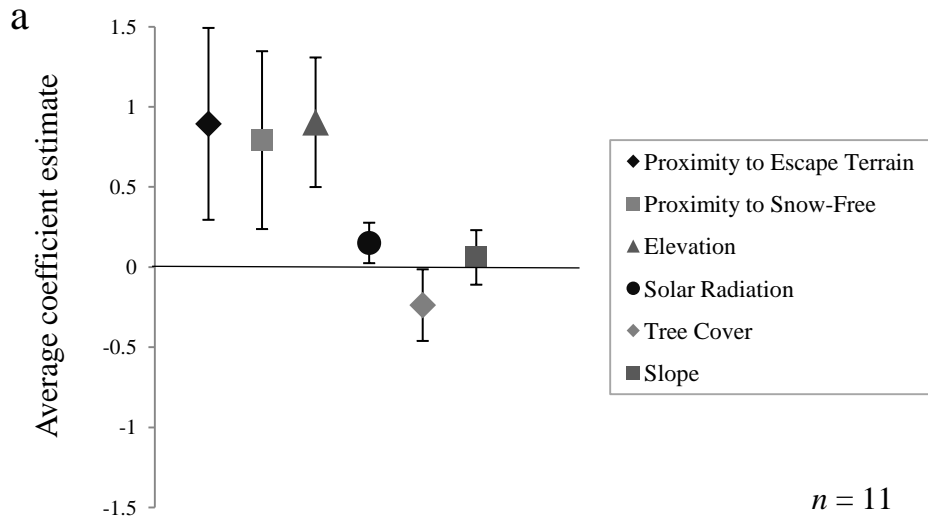 a
Average coefficient estimate
1.5
1
0.5
0
-0.5
-1
-1.5
Proximity to Escape Terrain
Proximity to Snow-Free
Elevation
Solar Radiation
Tree Cover
Slope
n = 11